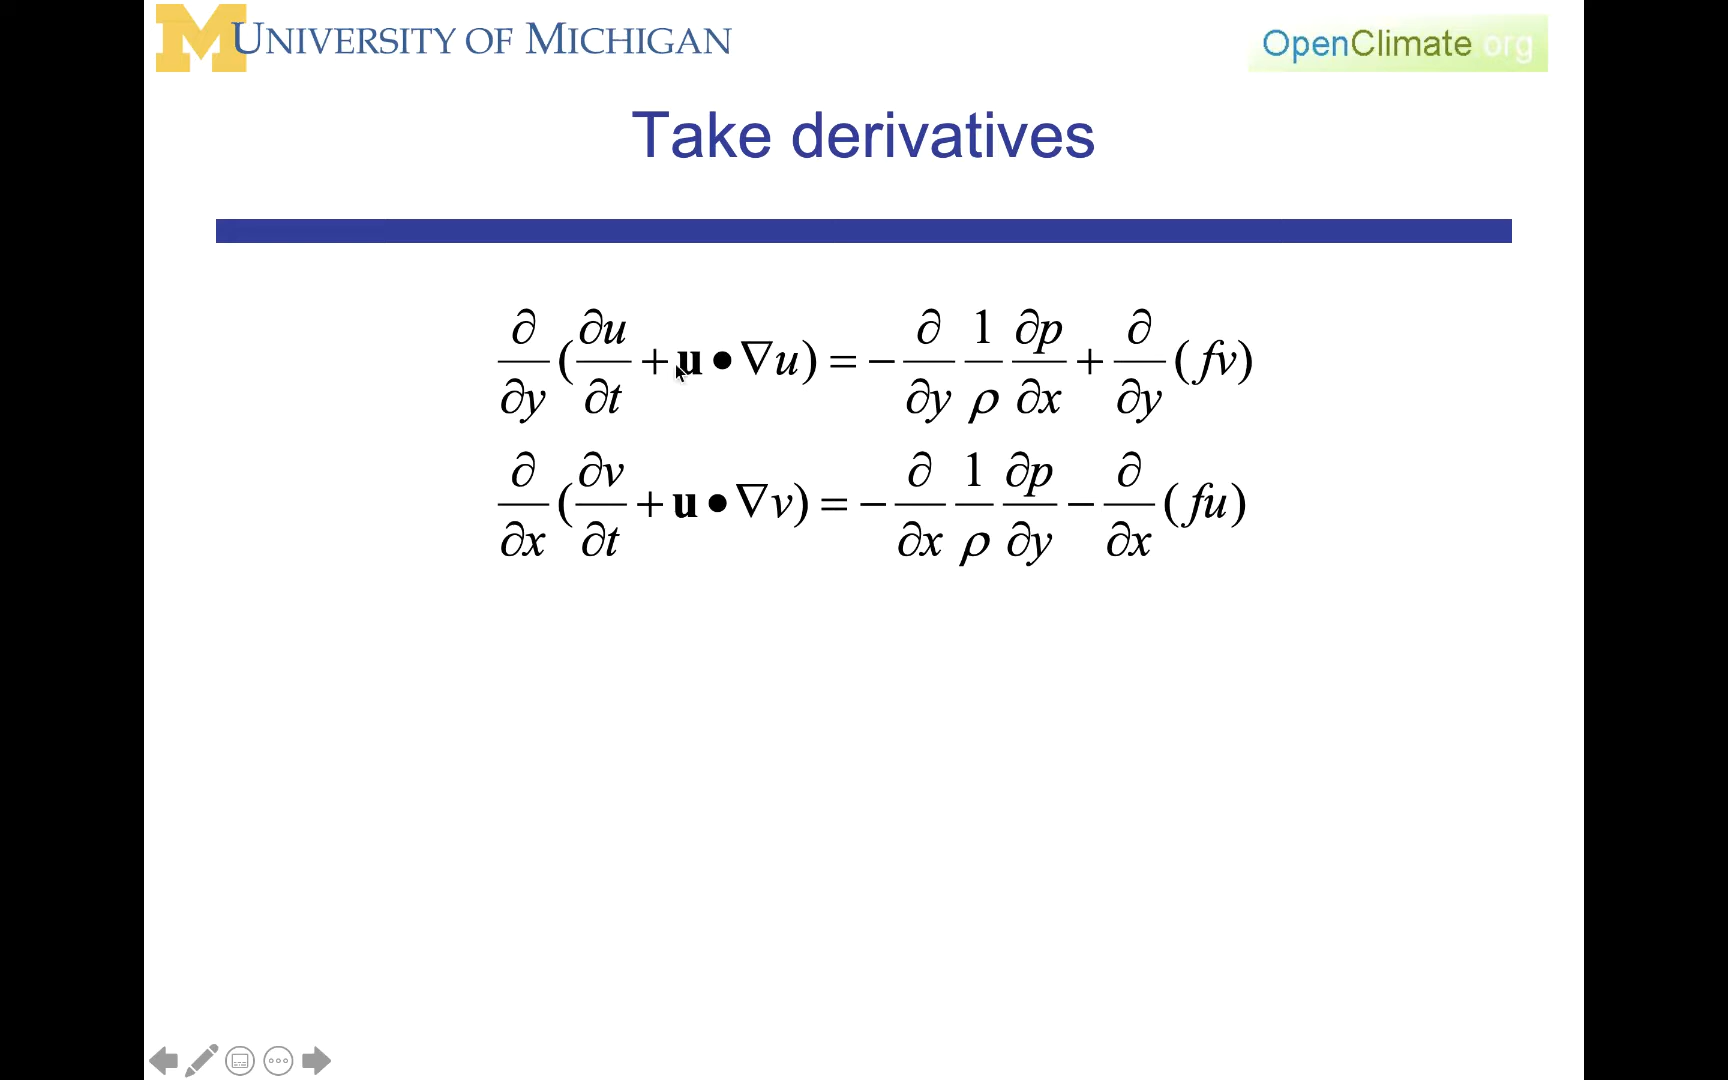 UNIVERSITY OF MICHIGAN
OpenClimate org
Take derivatives
∂/∂y (∂u/∂t + u • ∇u) = − ∂/∂y 1/ρ ∂p/∂x + ∂/∂y ( fv)
∂/∂x (∂v/∂t + u • ∇v) = − ∂/∂x 1/ρ ∂p/∂y − ∂/∂x ( fu)